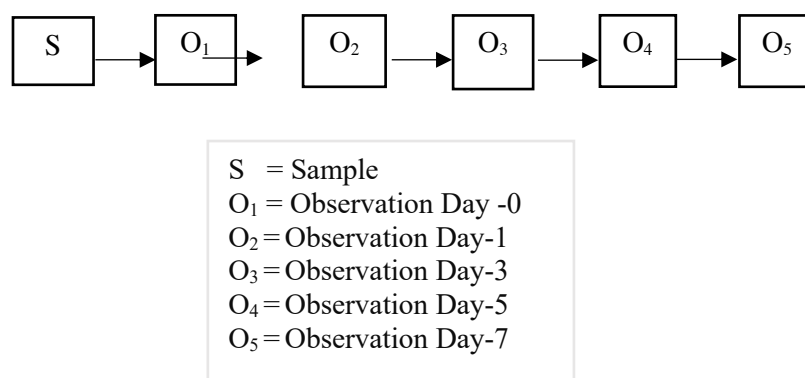 S O₁ O₂ O₃ O₄ O₅
S = Sample
O₁ = Observation Day -0
O₂ = Observation Day-1
O₃ = Observation Day-3
O₄ = Observation Day-5
O₅ = Observation Day-7